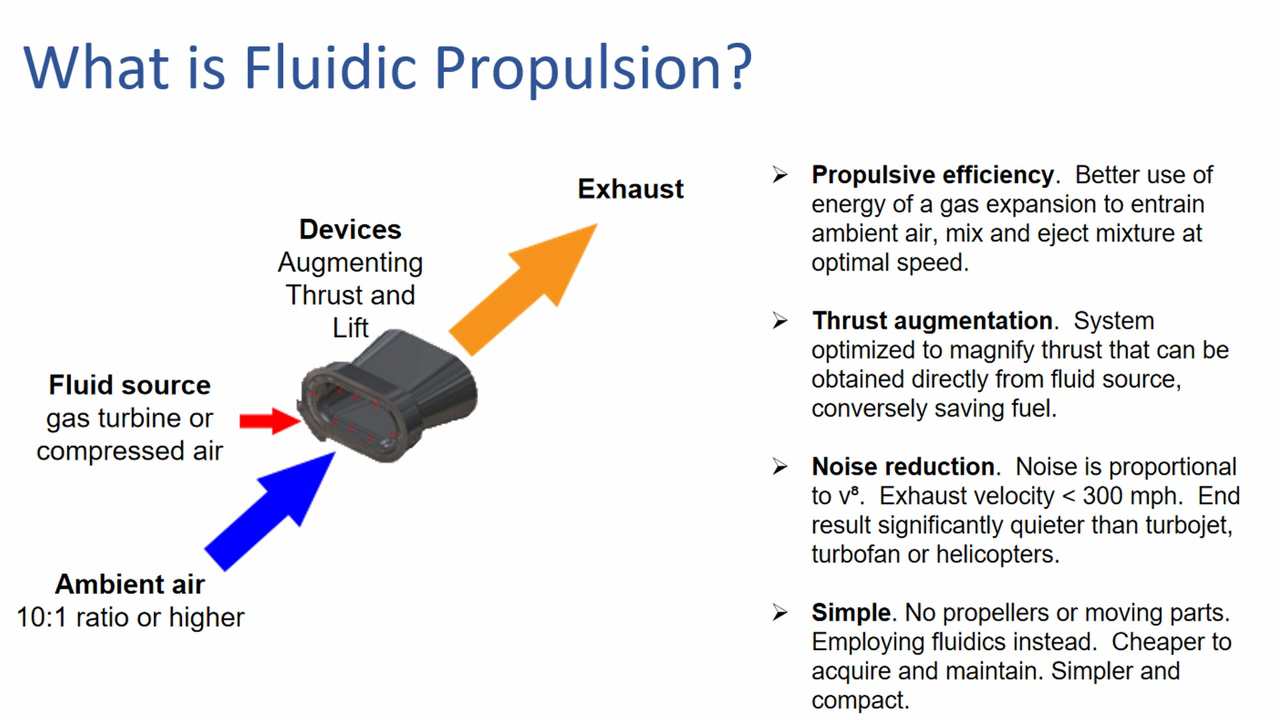 What is Fluidic Propulsion?
Exhaust
Devices
Augmenting
Thrust and
Lift
Fluid source
gas turbine or
compressed air
Ambient air
10:1 ratio or higher
➢ Propulsive efficiency. Better use of
energy of a gas expansion to entrain
ambient air, mix and eject mixture at
optimal speed.
➢ Thrust augmentation. System
optimized to magnify thrust that can be
obtained directly from fluid source,
conversely saving fuel.
➢ Noise reduction. Noise is proportional
to v⁸. Exhaust velocity < 300 mph. End
result significantly quieter than turbojet,
turbofan or helicopters.
➢ Simple. No propellers or moving parts.
Employing fluidics instead. Cheaper to
acquire and maintain. Simpler and
compact.